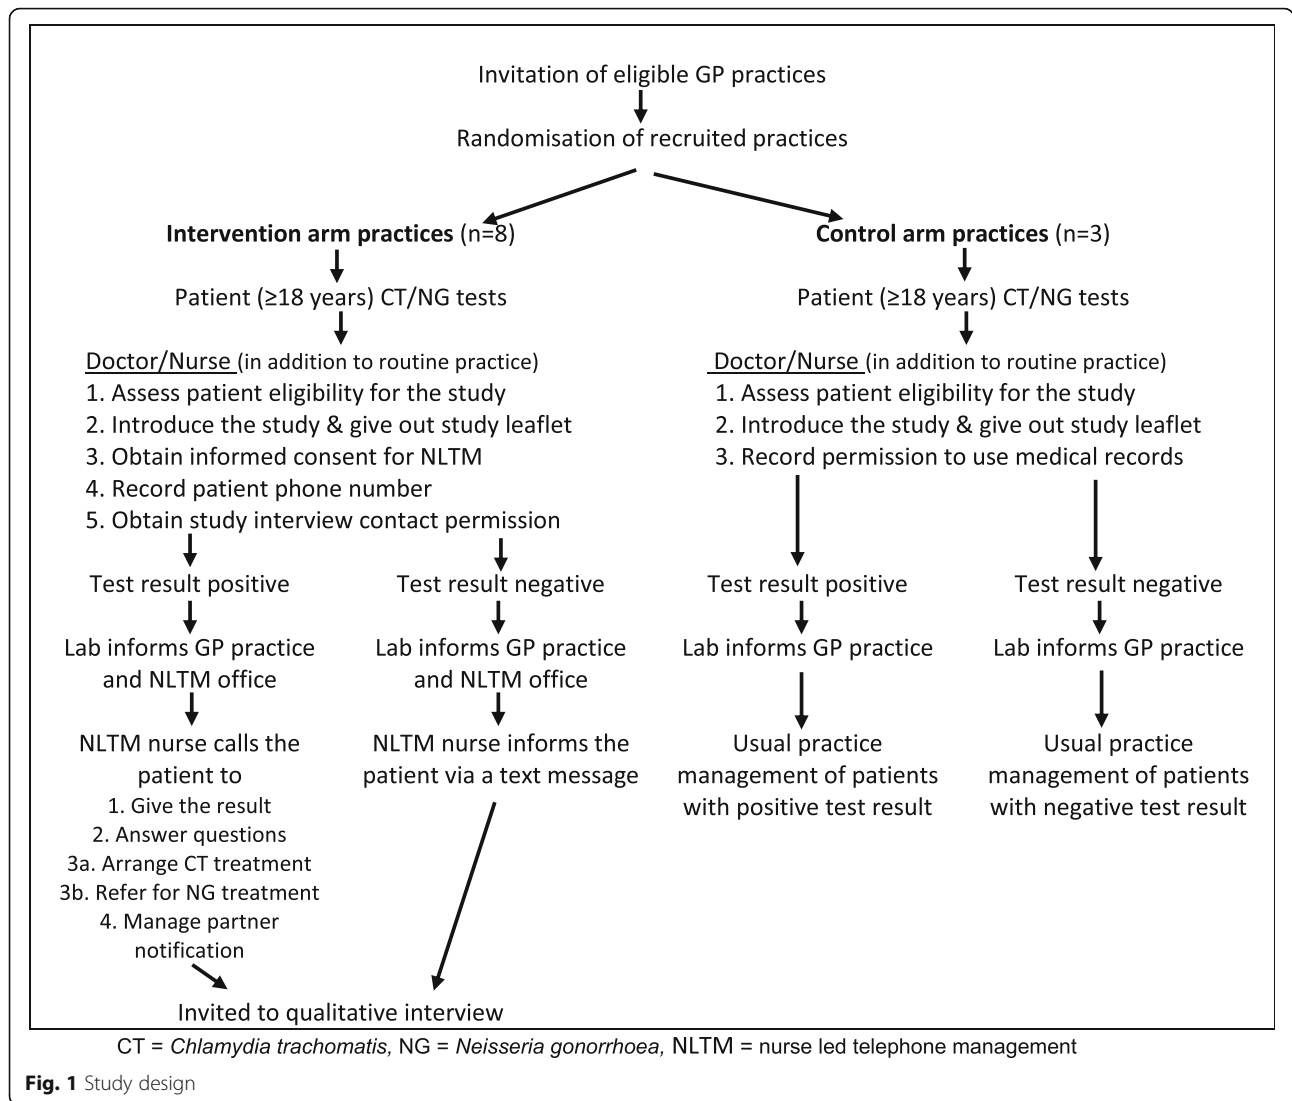 Invitation of eligible GP practices
Randomisation of recruited practices
Intervention arm practices (n=8)
Patient (≥18 years) CT/NG tests
Doctor/Nurse (in addition to routine practice)
1. Assess patient eligibility for the study
2. Introduce the study & give out study leaflet
3. Obtain informed consent for NLTM
4. Record patient phone number
5. Obtain study interview contact permission
Test result positive
Lab informs GP practice
and NLTM office
NLTM nurse calls the
patient to
1. Give the result
2. Answer questions
3a. Arrange CT treatment
3b. Refer for NG treatment
4. Manage partner
notification
Test result negative
Lab informs GP practice
and NLTM office
NLTM nurse informs the
patient via a text message
Invited to qualitative interview
Control arm practices (n=3)
Patient (≥18 years) CT/NG tests
Doctor/Nurse (in addition to routine practice)
1. Assess patient eligibility for the study
2. Introduce the study & give out study leaflet
3. Record permission to use medical records
Test result positive
Lab informs GP practice
Usual practice
management of patients
with positive test result
Test result negative
Lab informs GP practice
Usual practice
management of patients
with negative test result
CT = Chlamydia trachomatis, NG = Neisseria gonorrhoea, NLTM = nurse led telephone management
Fig. 1 Study design